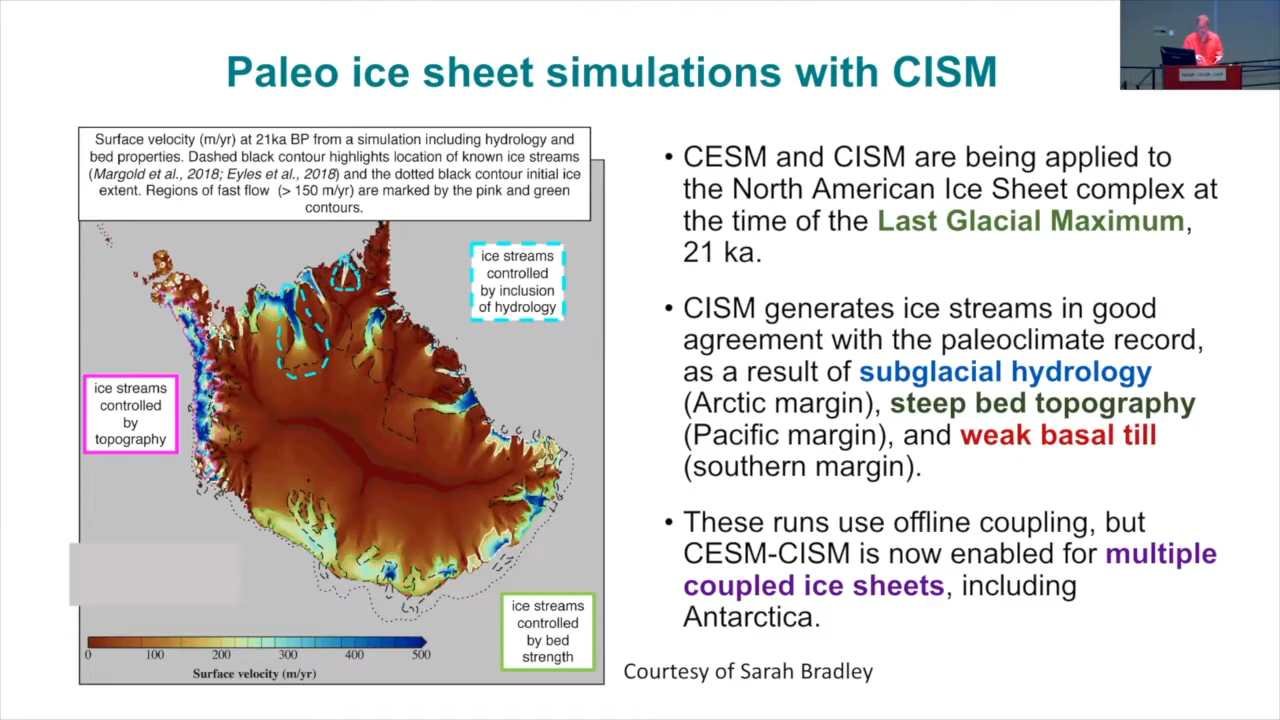 Paleo ice sheet simulations with CISM
Surface velocity (m/yr) at 21ka BP from a simulation including hydrology and
bed properties. Dashed black contour highlights location of known ice streams
(Margold et al., 2018; Eyles et al., 2018) and the dotted black contour initial ice
extent. Regions of fast flow (> 150 m/yr) are marked by the pink and green
contours.
ice streams
controlled
by inclusion
of hydrology
ice streams
controlled
by
topography
ice streams
controlled
by bed
strength
0 100 200 300 400 500
Surface velocity (m/yr)
• CESM and CISM are being applied to
the North American Ice Sheet complex at
the time of the Last Glacial Maximum,
21 ka.
• CISM generates ice streams in good
agreement with the paleoclimate record,
as a result of subglacial hydrology
(Arctic margin), steep bed topography
(Pacific margin), and weak basal till
(southern margin).
• These runs use offline coupling, but
CESM-CISM is now enabled for multiple
coupled ice sheets, including
Antarctica.
Courtesy of Sarah Bradley